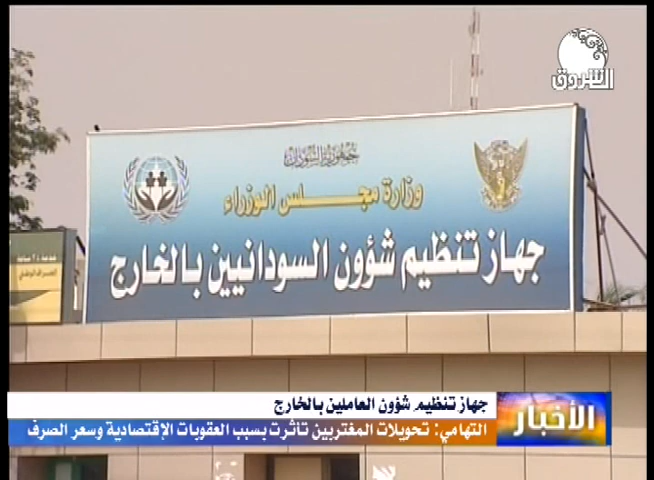 الشروق
جمهورية السودان
وزارة مجلس الوزراء
جهاز تنظيم شؤون السودانيين بالخارج
جهاز تنظيم شؤون العاملين بالخارج
الأخبار
التهامي: تحويلات المغتربين تأثرت بسبب العقوبات الإقتصادية وسعر الصرف